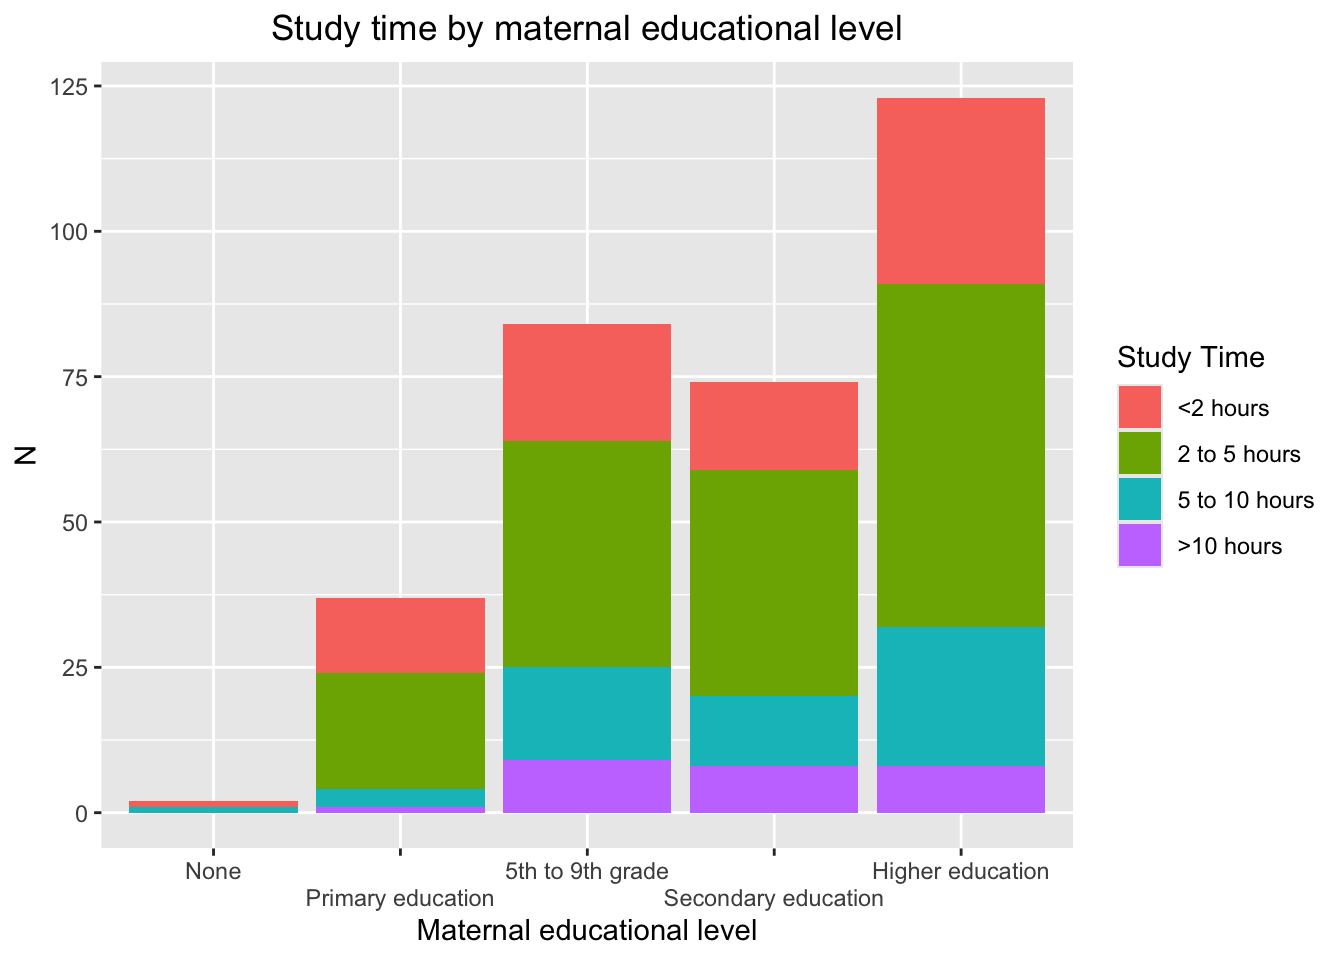 Study time by maternal educational level
125
100
75
50
25
0
N
None
Primary education
5th to 9th grade
Secondary education
Higher education
Maternal educational level
Study Time
<2 hours
2 to 5 hours
5 to 10 hours
>10 hours